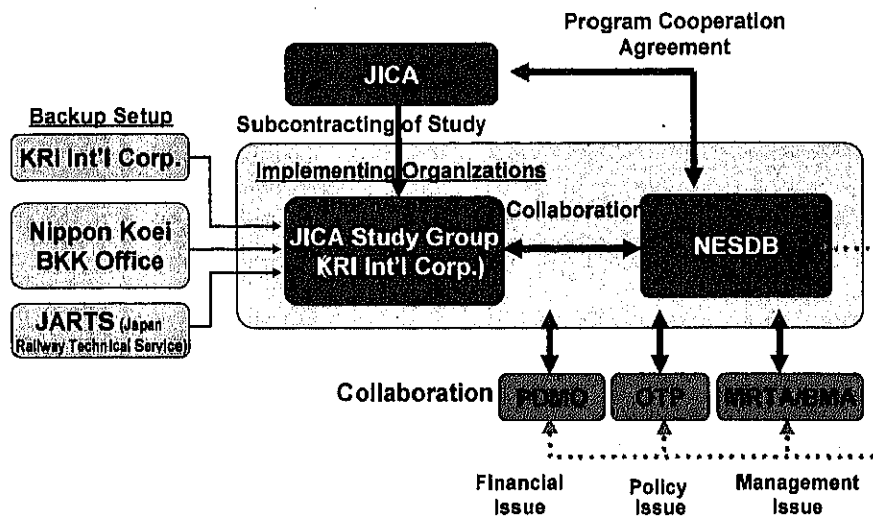 Program Cooperation
Agreement
JICA
Backup Setup
Subcontracting of Study
KRI Int'l Corp.
Implementing Organizations
Nippon Koei
BKK Office
JICA Study Group
KRI Int'l Corp.)
Collaboration
NESDB
JARTS (Japan
Railway Technical Service)
Collaboration
PDMO
OTP
MRTA/BMA
Financial
Issue
Policy
Issue
Management
Issue